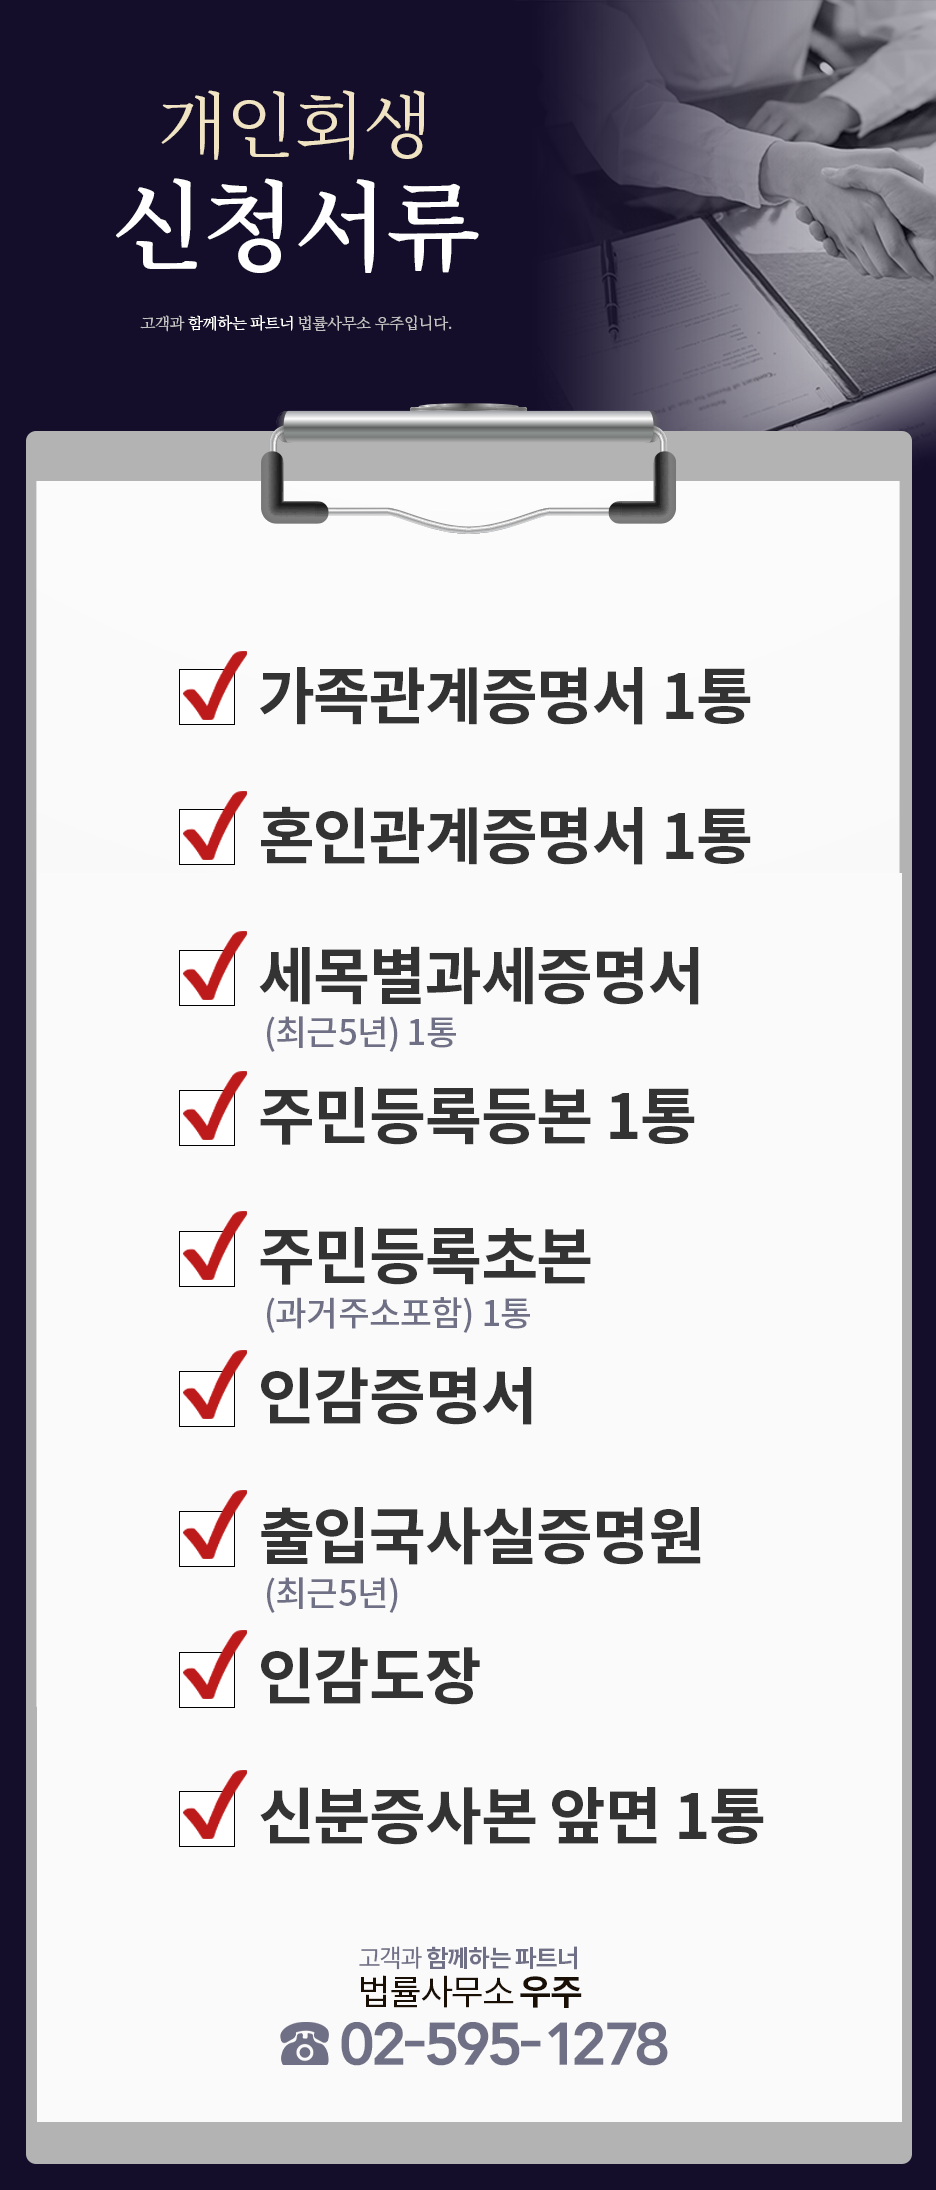 개인회생
신청서류
고객과 함께하는 파트너 법률사무소 우주입니다.
가족관계증명서 1통
혼인관계증명서 1통
세목별과세증명서
(최근5년) 1통
주민등록등본 1통
주민등록초본
(과거주소포함) 1통
인감증명서
출입국사실증명원
(최근5년)
인감도장
신분증사본 앞면 1통
고객과 함께하는 파트너
법률사무소 우주
☎ 02-595-1278